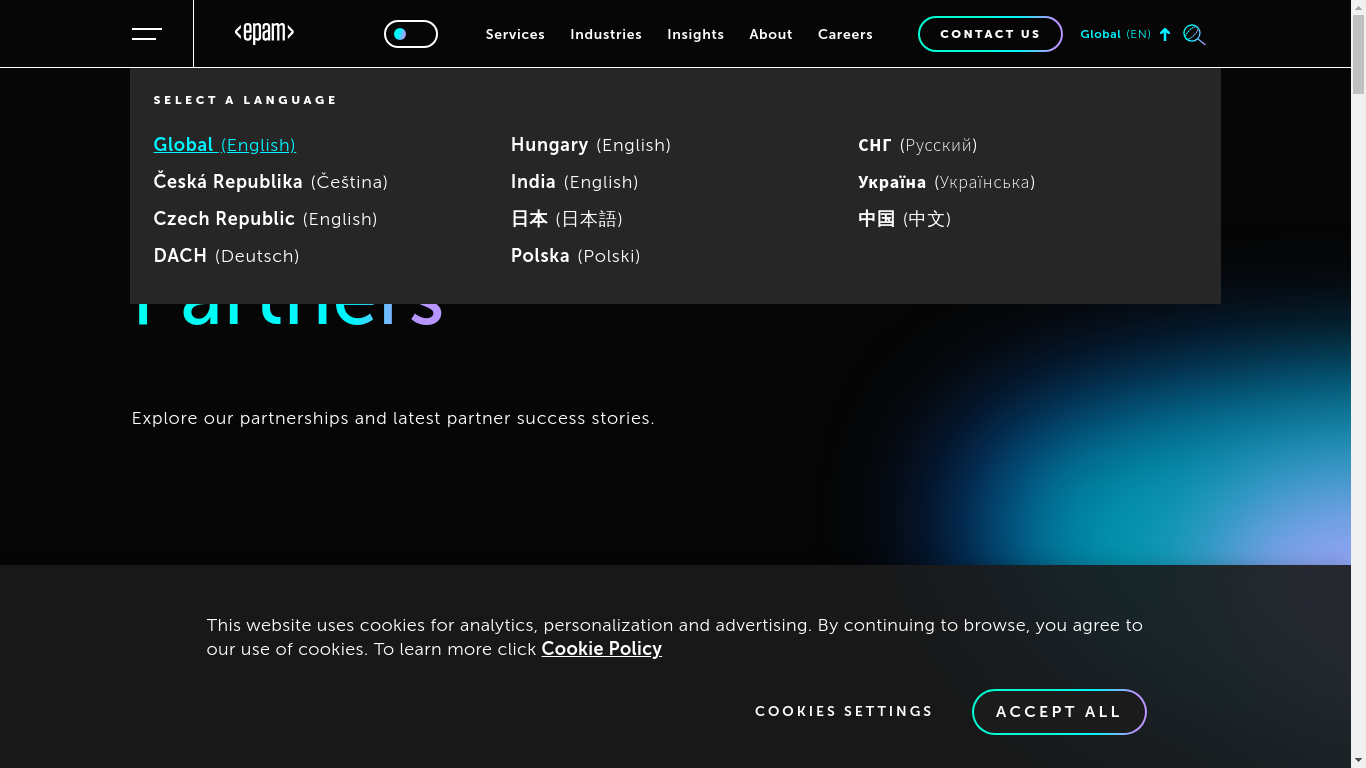 <epam>
Services Industries Insights About Careers CONTACT US Global (EN)
SELECT A LANGUAGE
Global (English)
Česká Republika (Čeština)
Czech Republic (English)
DACH (Deutsch)
Hungary (English)
India (English)
日本 (日本語)
Polska (Polski)
СНГ (Русский)
Україна (Українська)
中国 (中文)
Partners
Explore our partnerships and latest partner success stories.
This website uses cookies for analytics, personalization and advertising. By continuing to browse, you agree to
our use of cookies. To learn more click Cookie Policy
COOKIES SETTINGS ACCEPT ALL